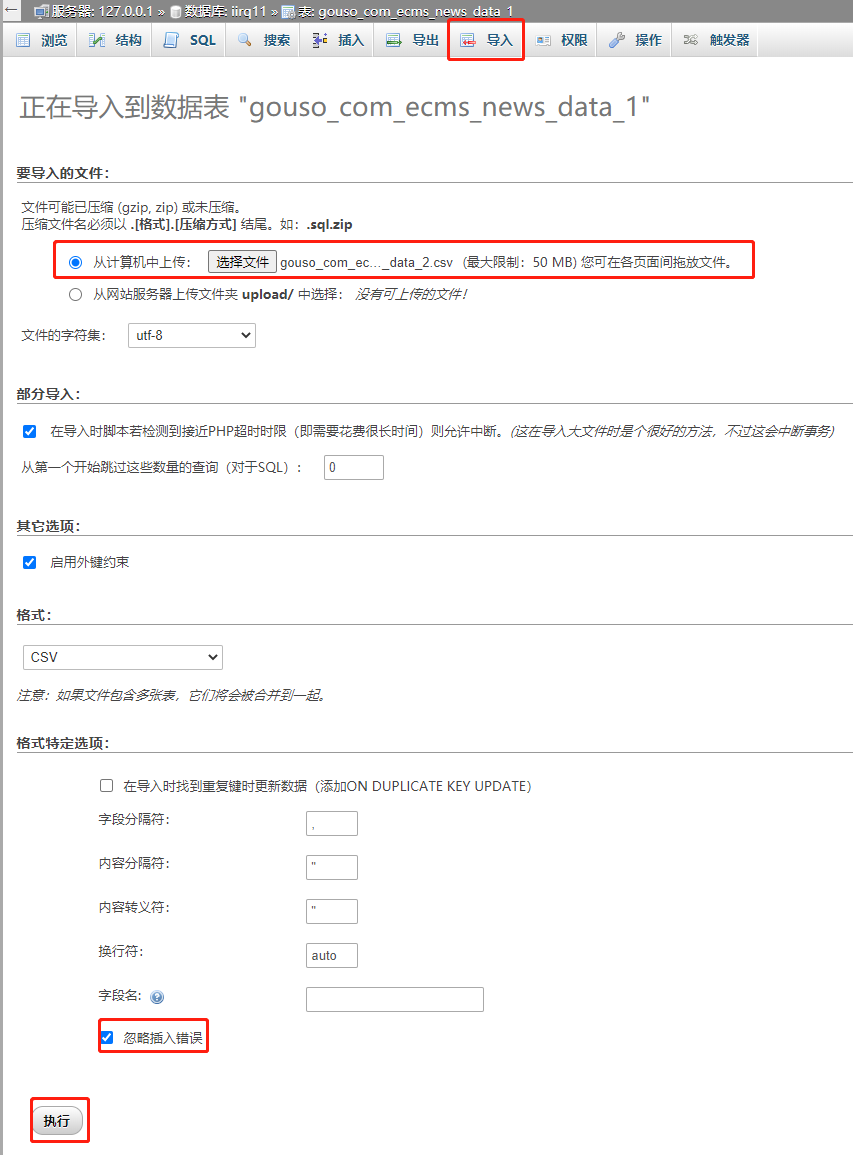 服务器: 127.0.0.1 » 数据库: iirq11 » 表: gouso_com_ecms_news_data_1
浏览 结构 SQL 搜索 插入 导出 导入 权限 操作 触发器
正在导入到数据表 "gouso_com_ecms_news_data_1"
要导入的文件：
文件可能已压缩 (gzip, zip) 或未压缩。
压缩文件名必须以 .[格式].[压缩方式] 结尾。如：.sql.zip
从计算机中上传： 选择文件 gouso_com_ec..._data_2.csv (最大限制：50 MB) 您可在各页面间拖放文件。
从网站服务器上传文件夹 upload/ 中选择： 没有可上传的文件！
文件的字符集： utf-8
部分导入：
在导入时脚本若检测到接近PHP超时时限（即需要花费很长时间）则允许中断。(这在导入大文件时是个很好的方法，不过这会中断事务)
从第一个开始跳过这些数量的查询（对于SQL）： 0
其它选项：
启用外键约束
格式：
CSV
注意：如果文件包含多张表，它们将会被合并到一起。
格式特定选项：
在导入时找到重复键时更新数据（添加ON DUPLICATE KEY UPDATE）
字段分隔符： ,
内容分隔符： "
内容转义符： "
换行符： auto
字段名：
忽略插入错误
执行